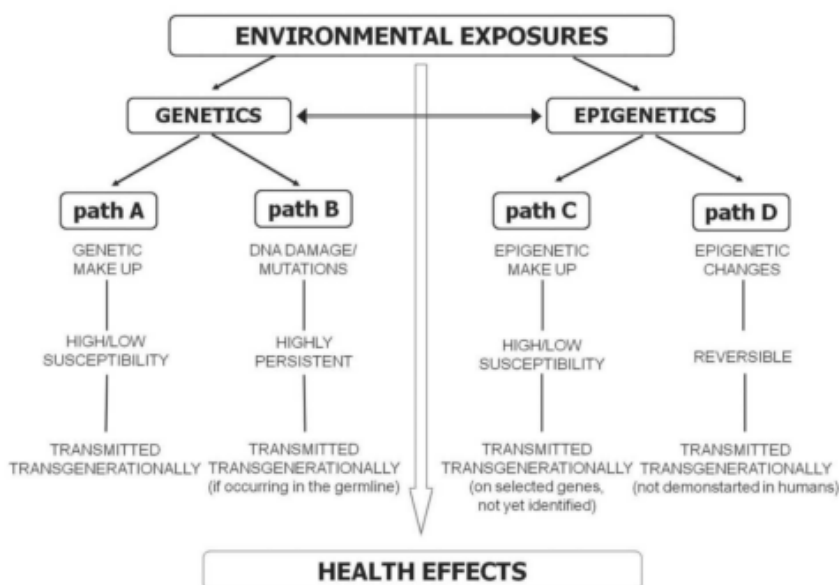 ENVIRONMENTAL EXPOSURES
GENETICS
EPIGENETICS
path A
path B
path C
path D
GENETIC
MAKE UP
DNA DAMAGE/
MUTATIONS
EPIGENETIC
MAKE UP
EPIGENETIC
CHANGES
HIGH/LOW
SUSCEPTIBILITY
HIGHLY
PERSISTENT
HIGH/LOW
SUSCEPTIBILITY
REVERSIBLE
TRANSMITTED
TRANSGENERATIONALLY
TRANSMITTED
TRANSGENERATIONALLY
(if occurring in the germline)
TRANSMITTED
TRANSGENERATIONALLY
(on selected genes,
not yet identified)
TRANSMITTED
TRANSGENERATIONALLY
(not demonstarted in humans)
HEALTH EFFECTS